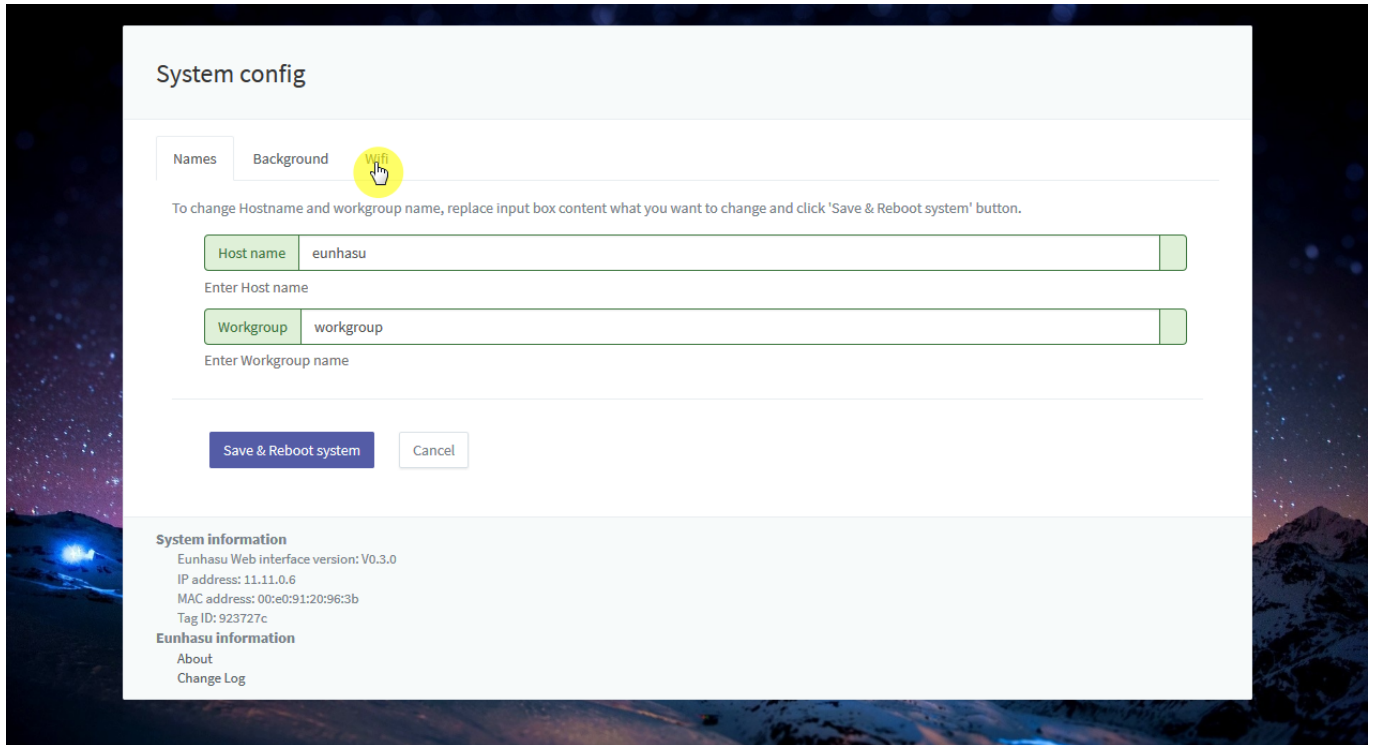 System config
Names Background Wifi
To change Hostname and workgroup name, replace input box content what you want to change and click 'Save & Reboot system' button.
Host name eunhasu
Enter Host name
Workgroup workgroup
Enter Workgroup name
Save & Reboot system Cancel
System information
Eunhasu Web interface version: V0.3.0
IP address: 11.11.0.6
MAC address: 00:e0:91:20:96:3b
Tag ID: 923727c
Eunhasu information
About
Change Log